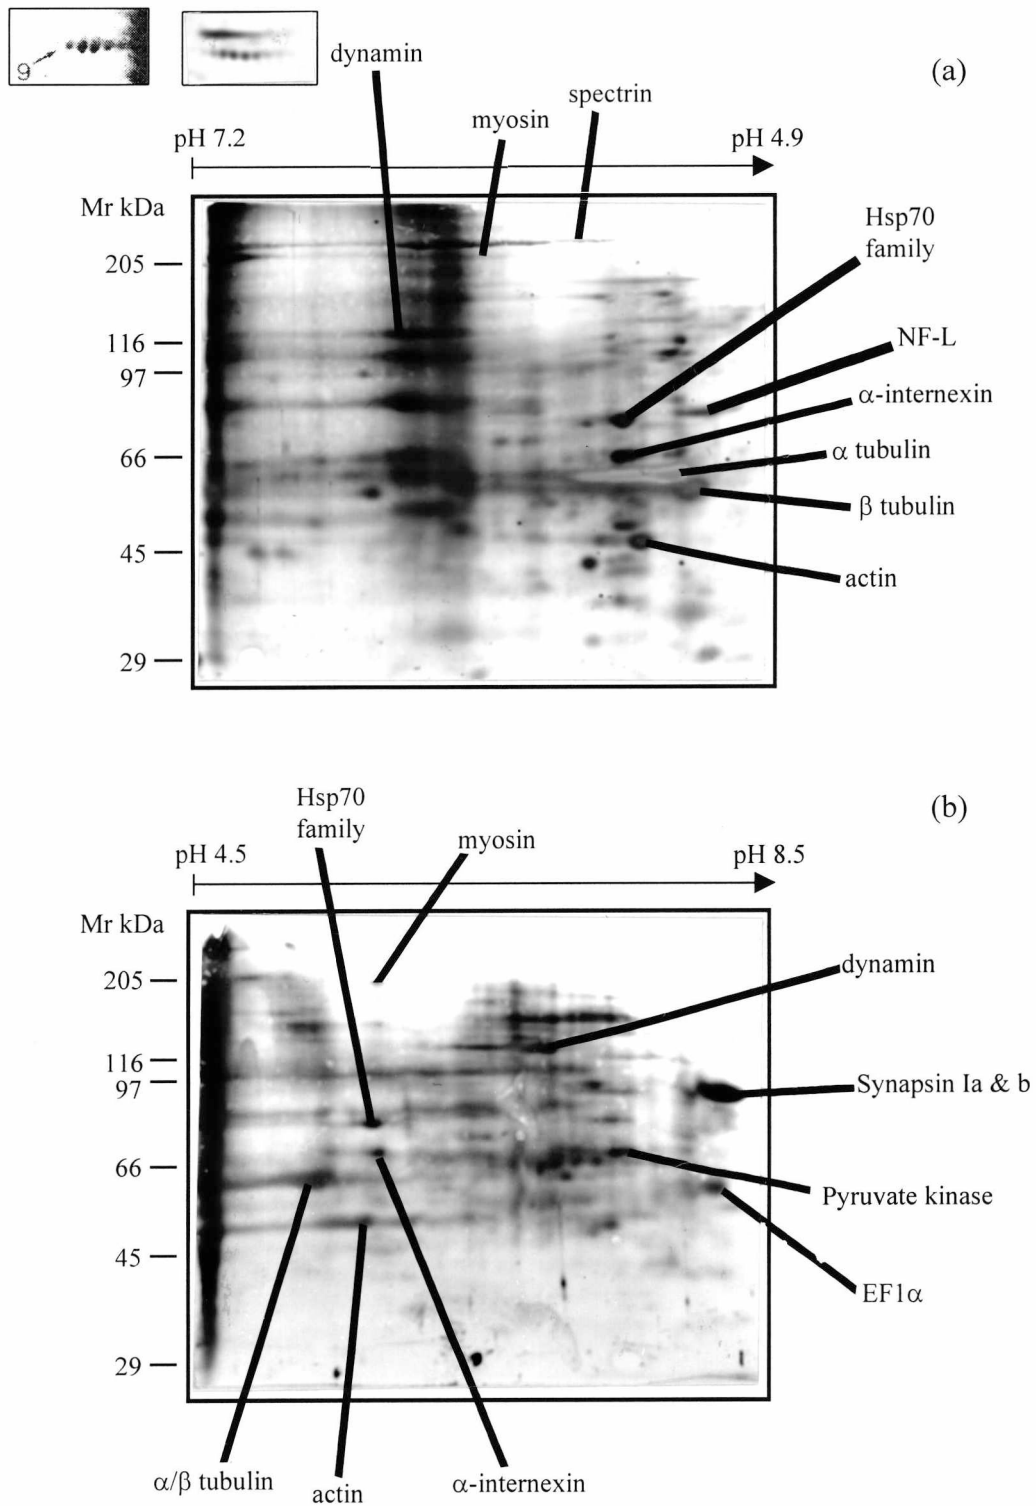 9
dynamin
(a)
spectrin
myosin
pH 7.2
pH 4.9
Mr kDa
Hsp70
family
205
116
NF-L
97
α-internexin
66
α tubulin
β tubulin
45
actin
29
Hsp70
family
(b)
myosin
pH 4.5
pH 8.5
Mr kDa
dynamin
205
116
97
Synapsin Ia & b
66
Pyruvate kinase
45
EF1α
29
α/β tubulin
actin
α-internexin